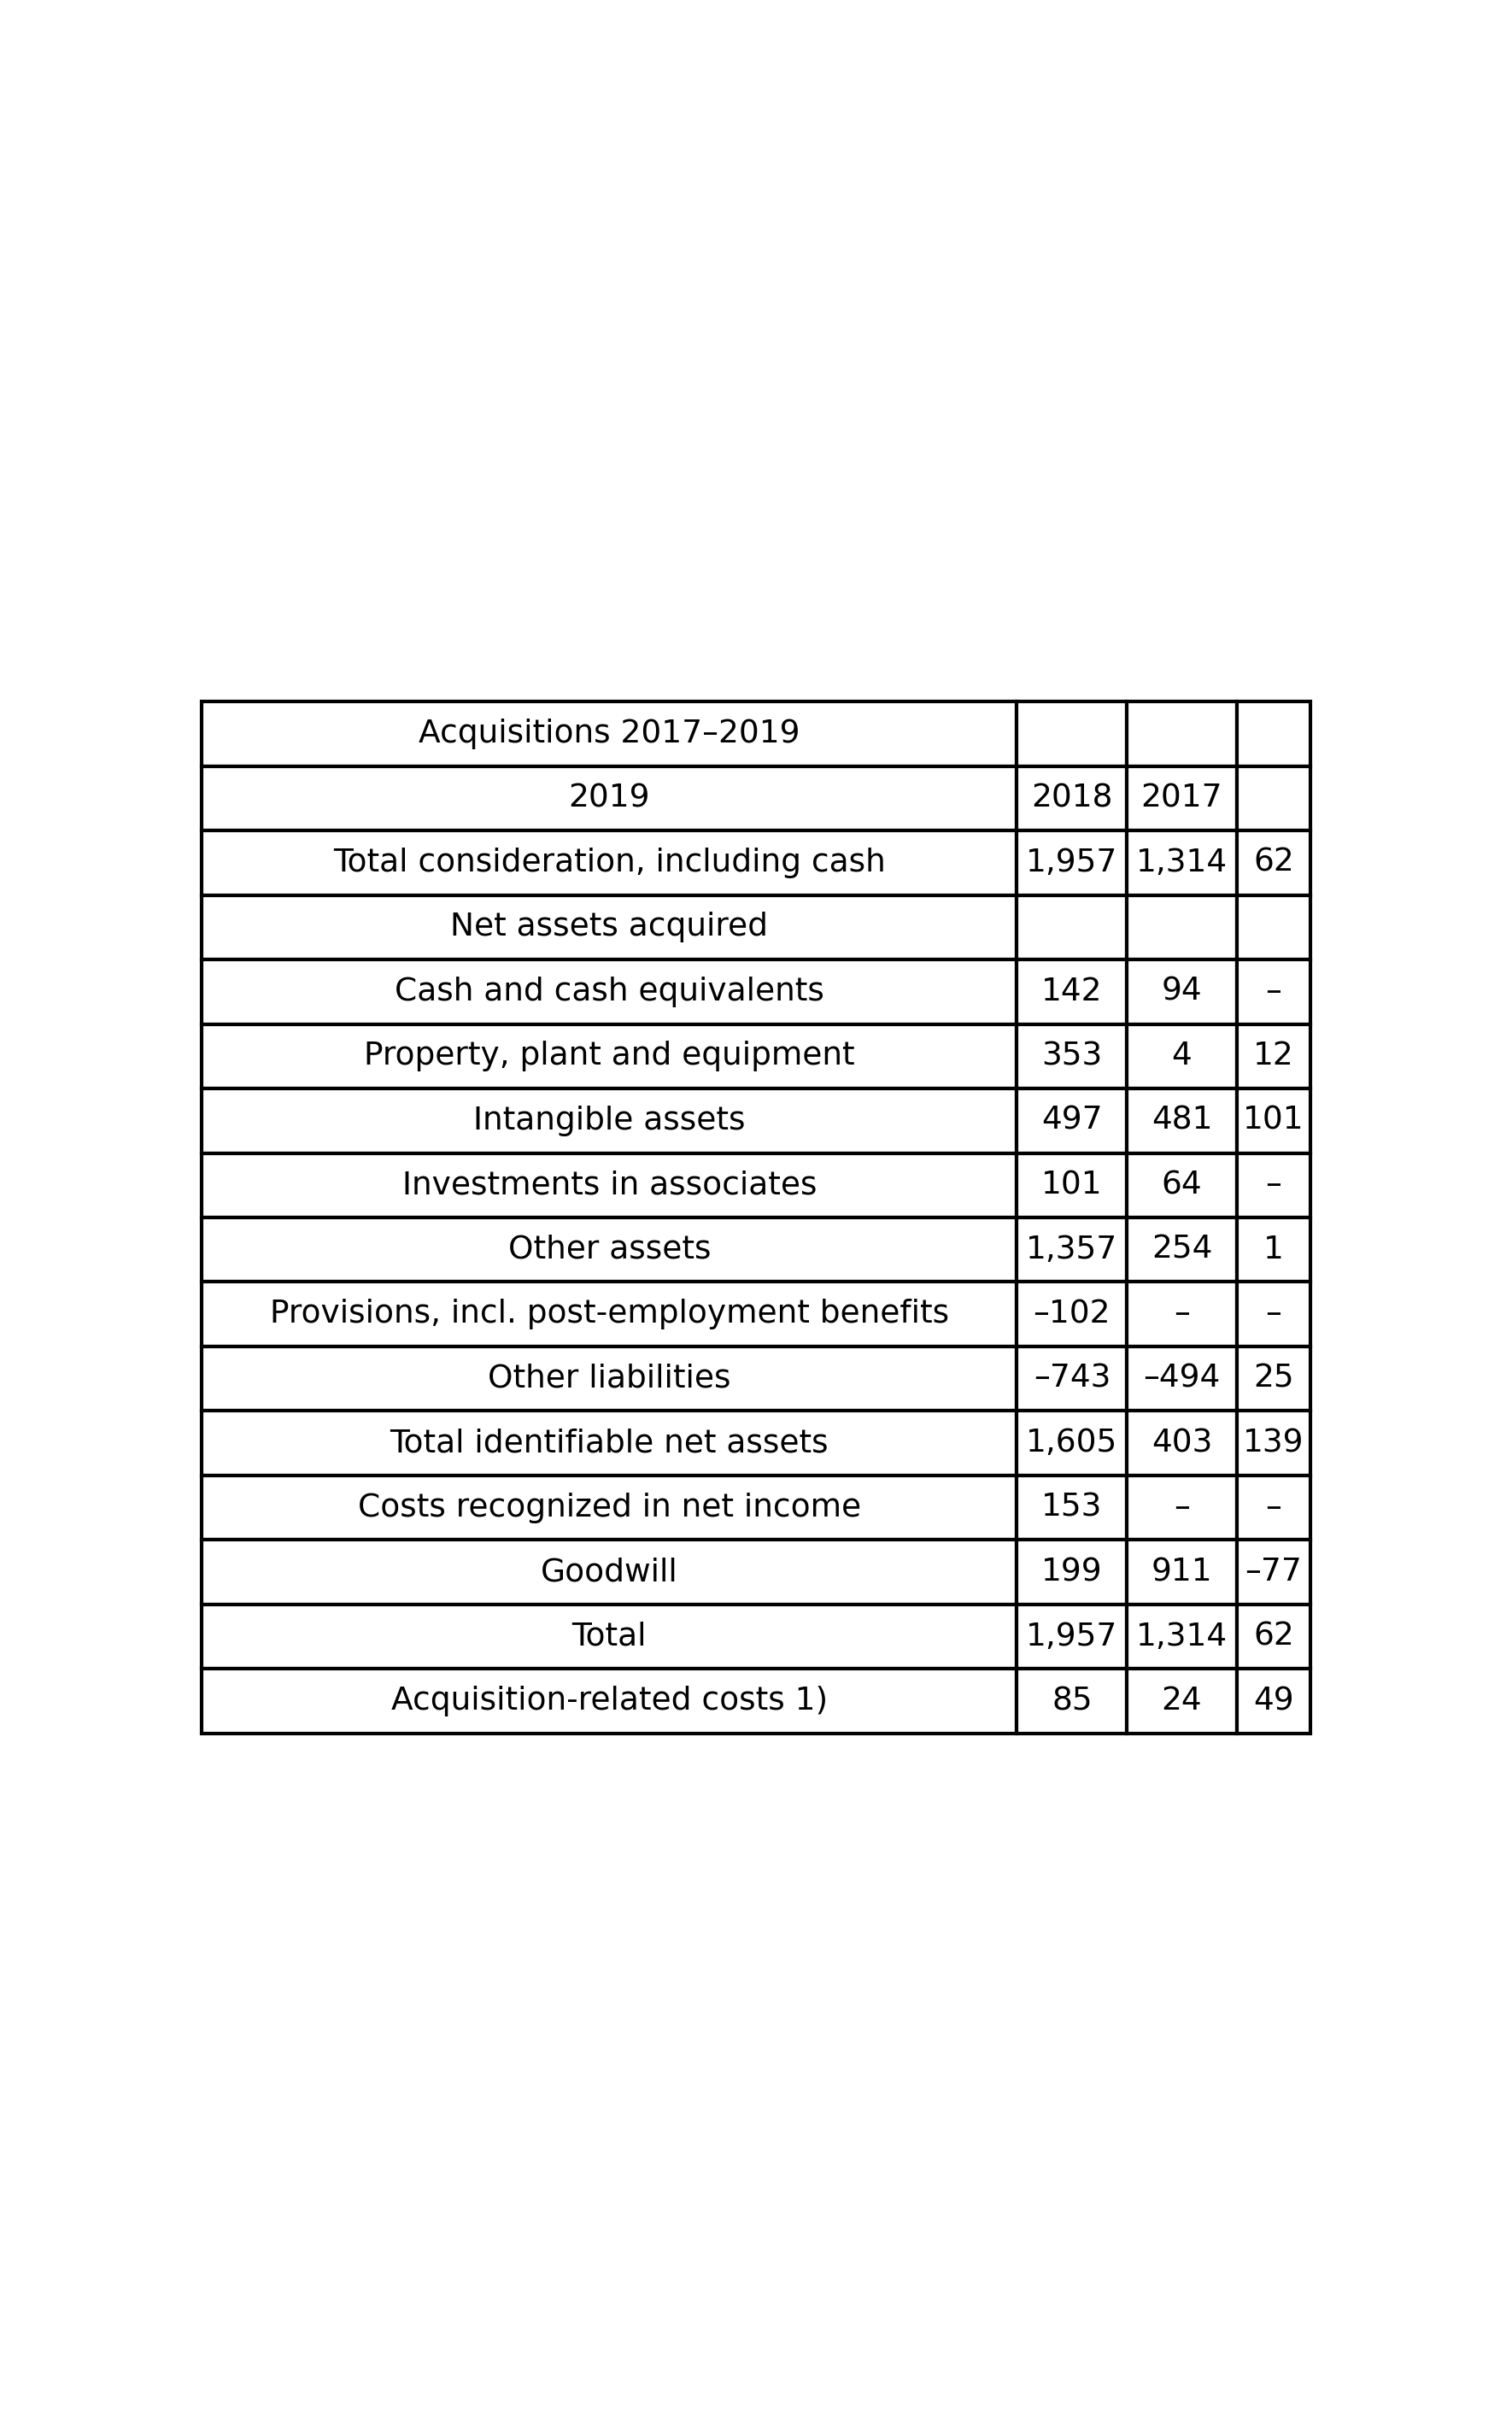 Acquisitions 2017–2019
2019 2018 2017
Total consideration, including cash 1,957 1,314 62
Net assets acquired
Cash and cash equivalents 142 94 –
Property, plant and equipment 353 4 12
Intangible assets 497 481 101
Investments in associates 101 64 –
Other assets 1,357 254 1
Provisions, incl. post-employment benefits –102 – –
Other liabilities –743 –494 25
Total identifiable net assets 1,605 403 139
Costs recognized in net income 153 – –
Goodwill 199 911 –77
Total 1,957 1,314 62
Acquisition-related costs 1) 85 24 49